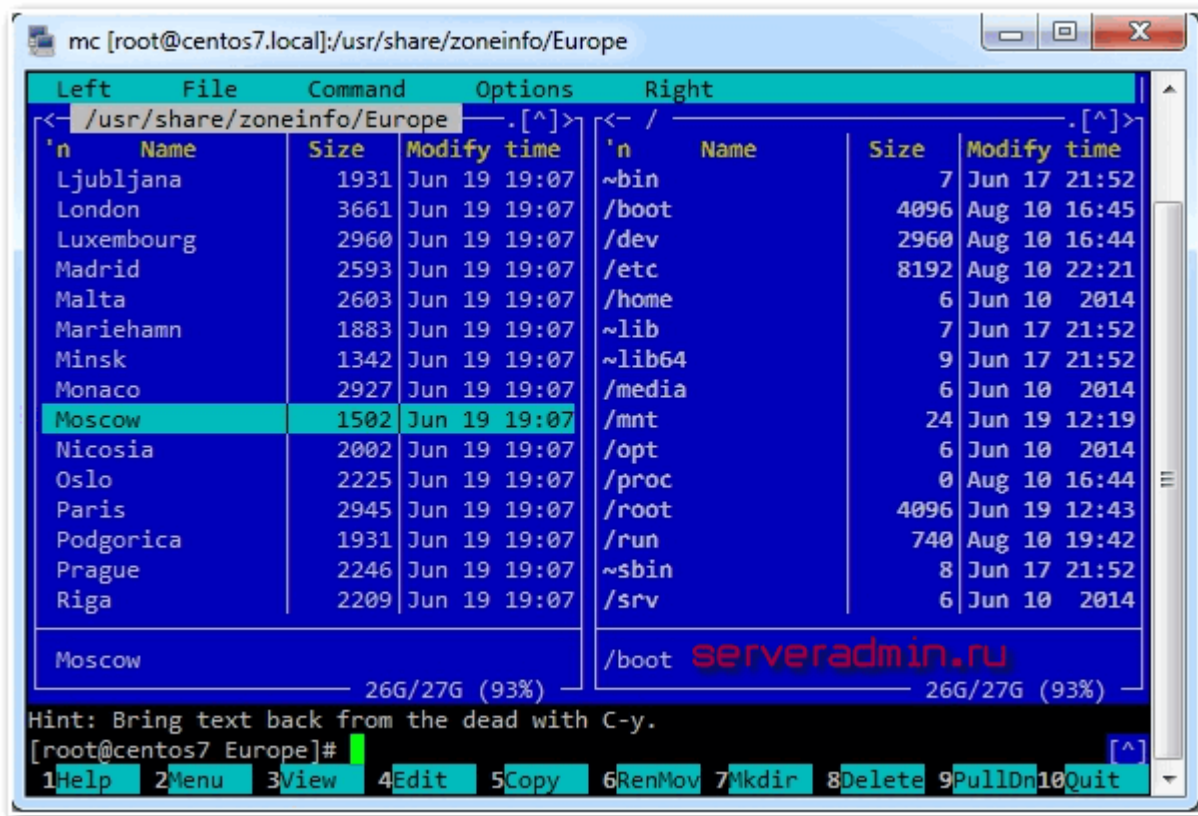 mc [root@centos7.local]:/usr/share/zoneinfo/Europe
Left File Command Options Right
<- /usr/share/zoneinfo/Europe .[^]> <- / .[^]>
'n Name Size Modify time 'n Name Size Modify time
Ljubljana 1931 Jun 19 19:07 ~bin 7 Jun 17 21:52
London 3661 Jun 19 19:07 /boot 4096 Aug 10 16:45
Luxembourg 2960 Jun 19 19:07 /dev 2960 Aug 10 16:44
Madrid 2593 Jun 19 19:07 /etc 8192 Aug 10 22:21
Malta 2603 Jun 19 19:07 /home 6 Jun 10 2014
Mariehamn 1883 Jun 19 19:07 ~lib 7 Jun 17 21:52
Minsk 1342 Jun 19 19:07 ~lib64 9 Jun 17 21:52
Monaco 2927 Jun 19 19:07 /media 6 Jun 10 2014
Moscow 1502 Jun 19 19:07 /mnt 24 Jun 19 12:19
Nicosia 2002 Jun 19 19:07 /opt 6 Jun 10 2014
Oslo 2225 Jun 19 19:07 /proc 0 Aug 10 16:44
Paris 2945 Jun 19 19:07 /root 4096 Jun 19 12:43
Podgorica 1931 Jun 19 19:07 /run 740 Aug 10 19:42
Prague 2246 Jun 19 19:07 ~sbin 8 Jun 17 21:52
Riga 2209 Jun 19 19:07 /srv 6 Jun 10 2014
Moscow /boot serveradmin.ru
26G/27G (93%) 26G/27G (93%)
Hint: Bring text back from the dead with C-y.
[root@centos7 Europe]# [^]
1Help 2Menu 3View 4Edit 5Copy 6RenMov 7Mkdir 8Delete 9PullDn 10Quit